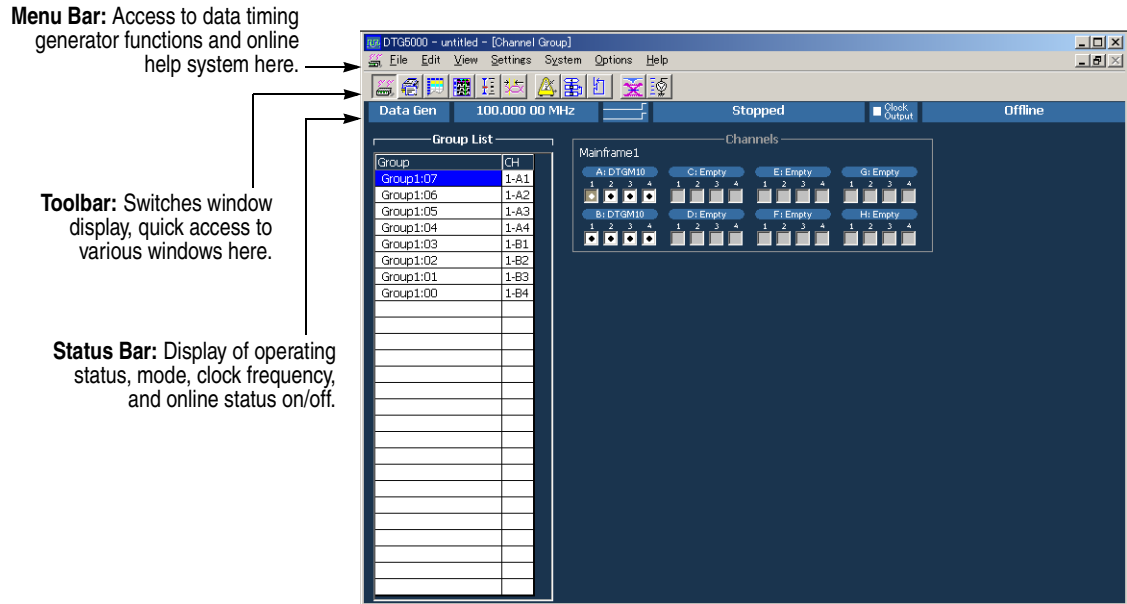 Menu Bar: Access to data timing
generator functions and online
help system here.
Toolbar: Switches window
display, quick access to
various windows here.
Status Bar: Display of operating
status, mode, clock frequency,
and online status on/off.
DTG5000 - untitled - [Channel Group]
File Edit View Settings System Options Help
Data Gen 100.000 00 MHz Stopped Clock Output Offline
Group List
Group CH
Group1:07 1-A1
Group1:06 1-A2
Group1:05 1-A3
Group1:04 1-A4
Group1:03 1-B1
Group1:02 1-B2
Group1:01 1-B3
Group1:00 1-B4
Channels
Mainframe1
A: DTGM10 C: Empty E: Empty G: Empty
1 2 3 4 1 2 3 4 1 2 3 4 1 2 3 4
B: DTGM10 D: Empty F: Empty H: Empty
1 2 3 4 1 2 3 4 1 2 3 4 1 2 3 4